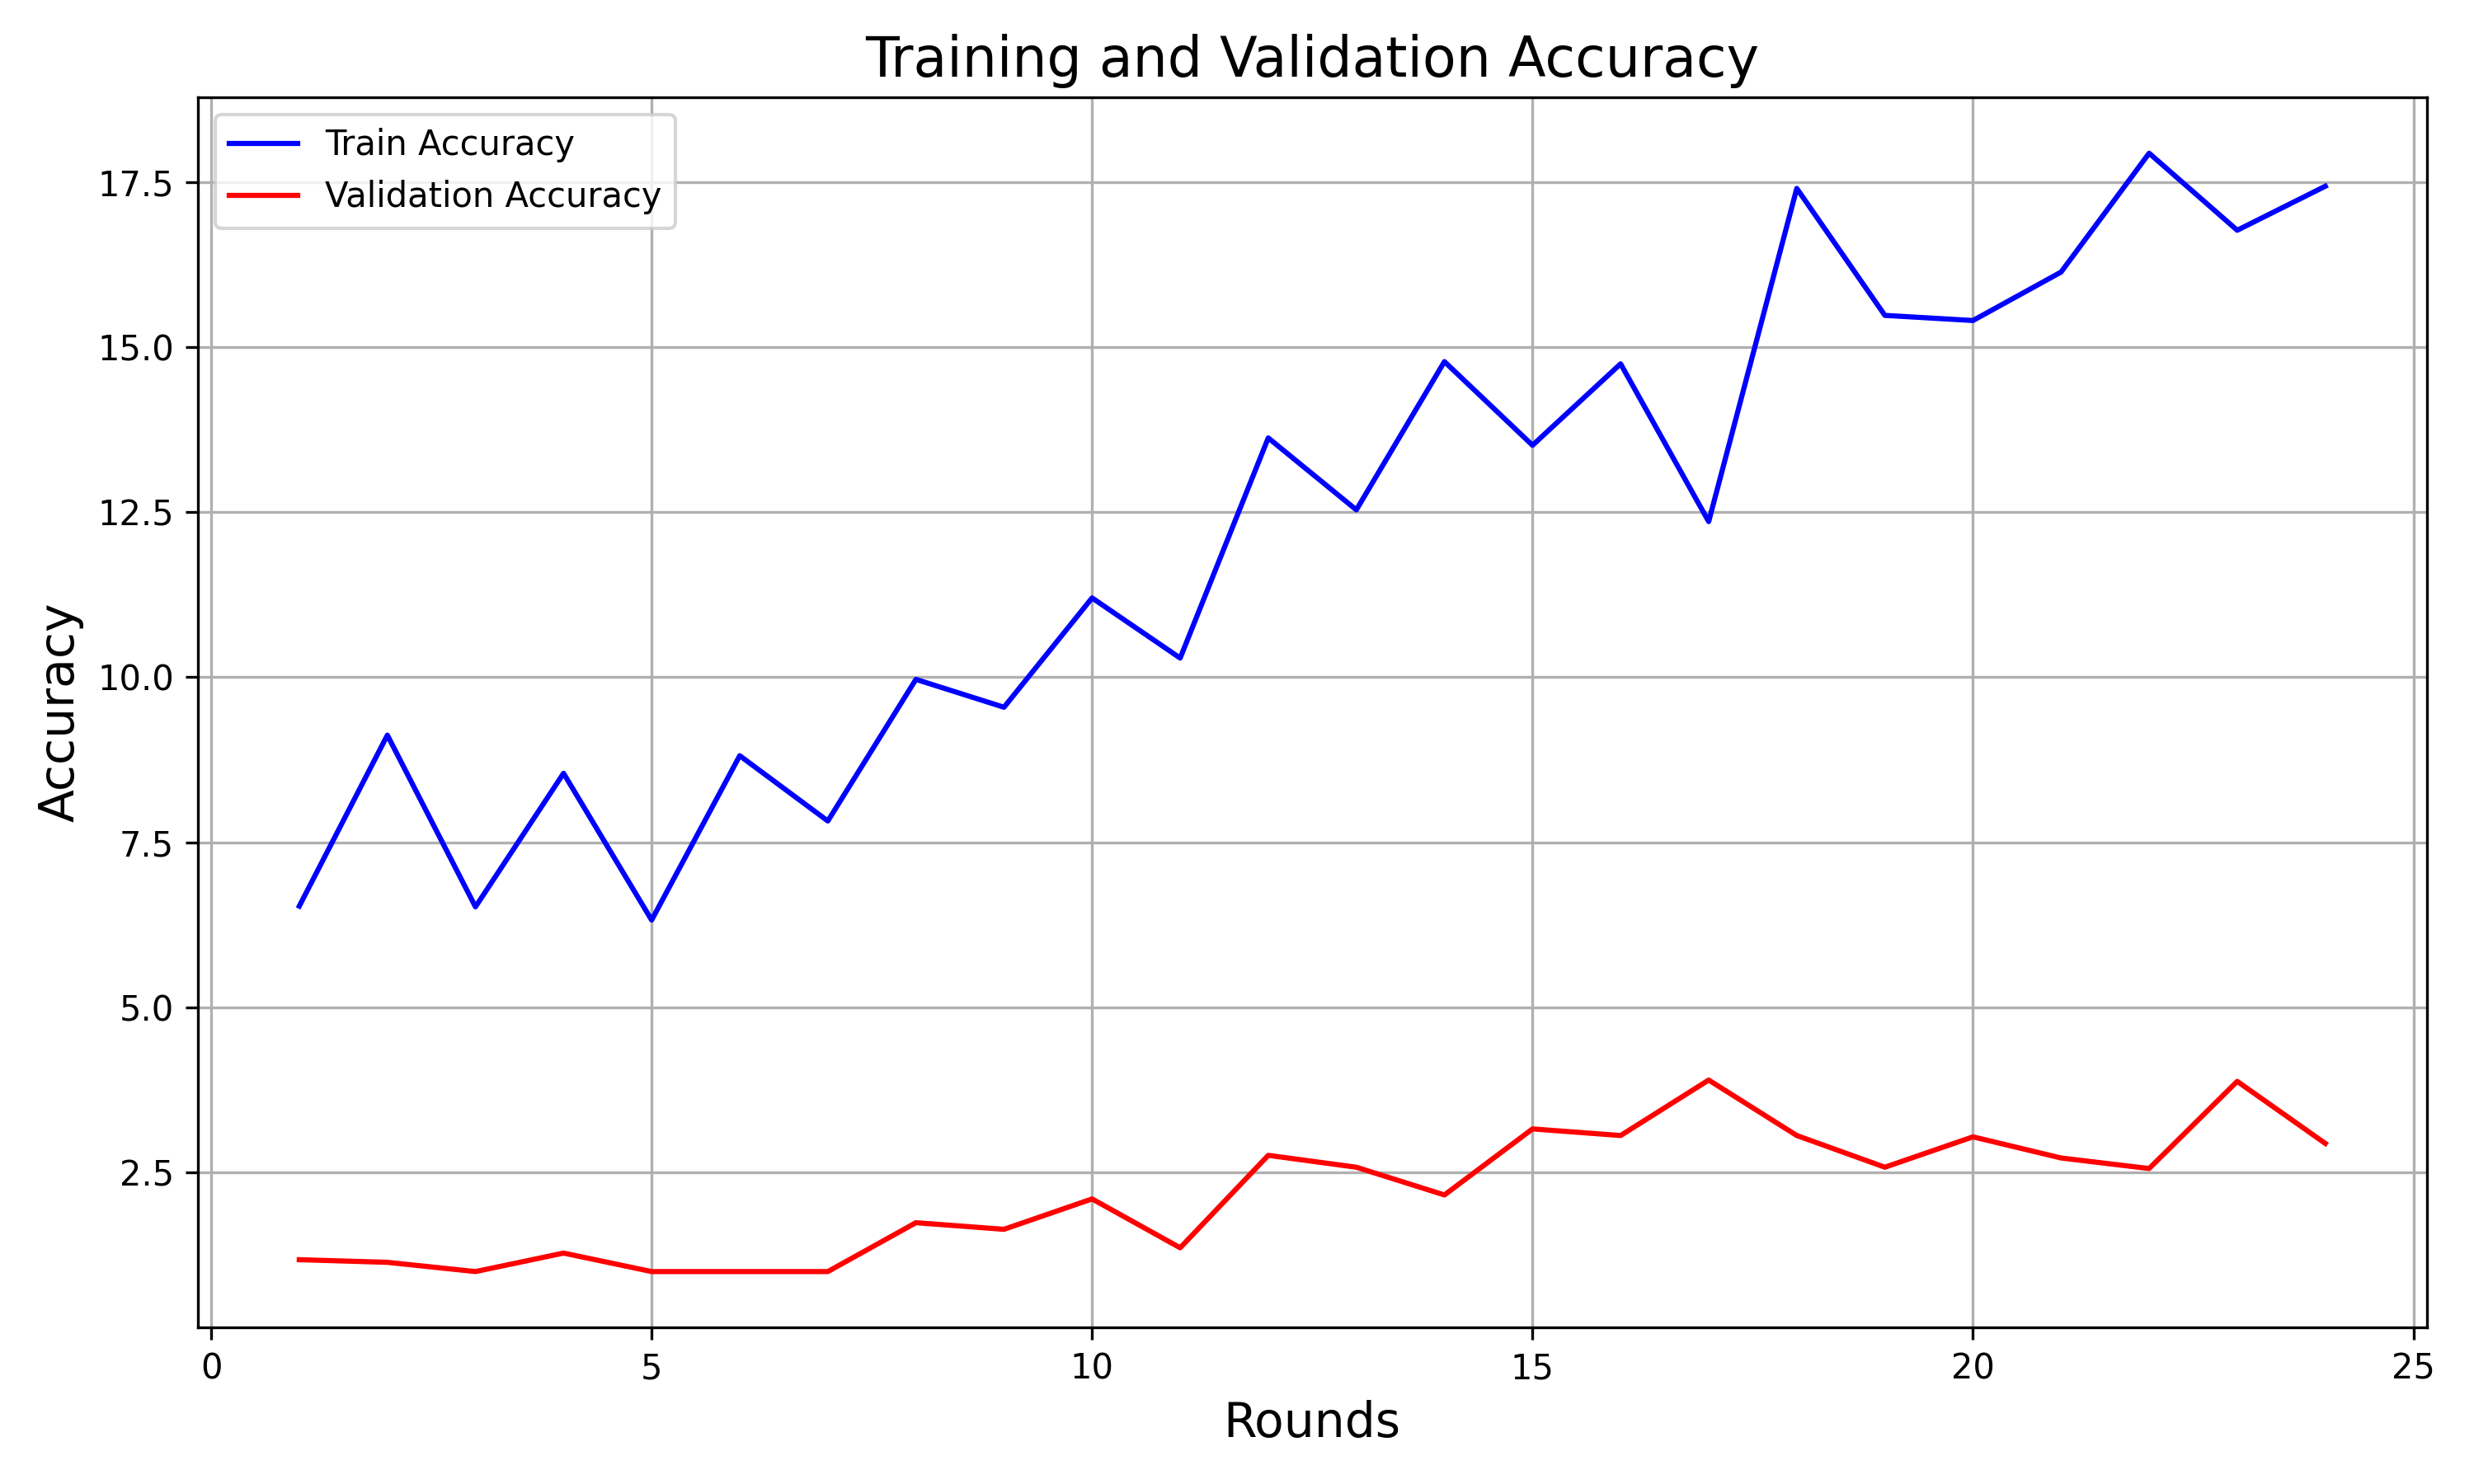 Training and Validation Accuracy
Train Accuracy
Validation Accuracy
17.5
15.0
12.5
10.0
7.5
5.0
2.5
Accuracy
0 5 10 15 20 25
Rounds